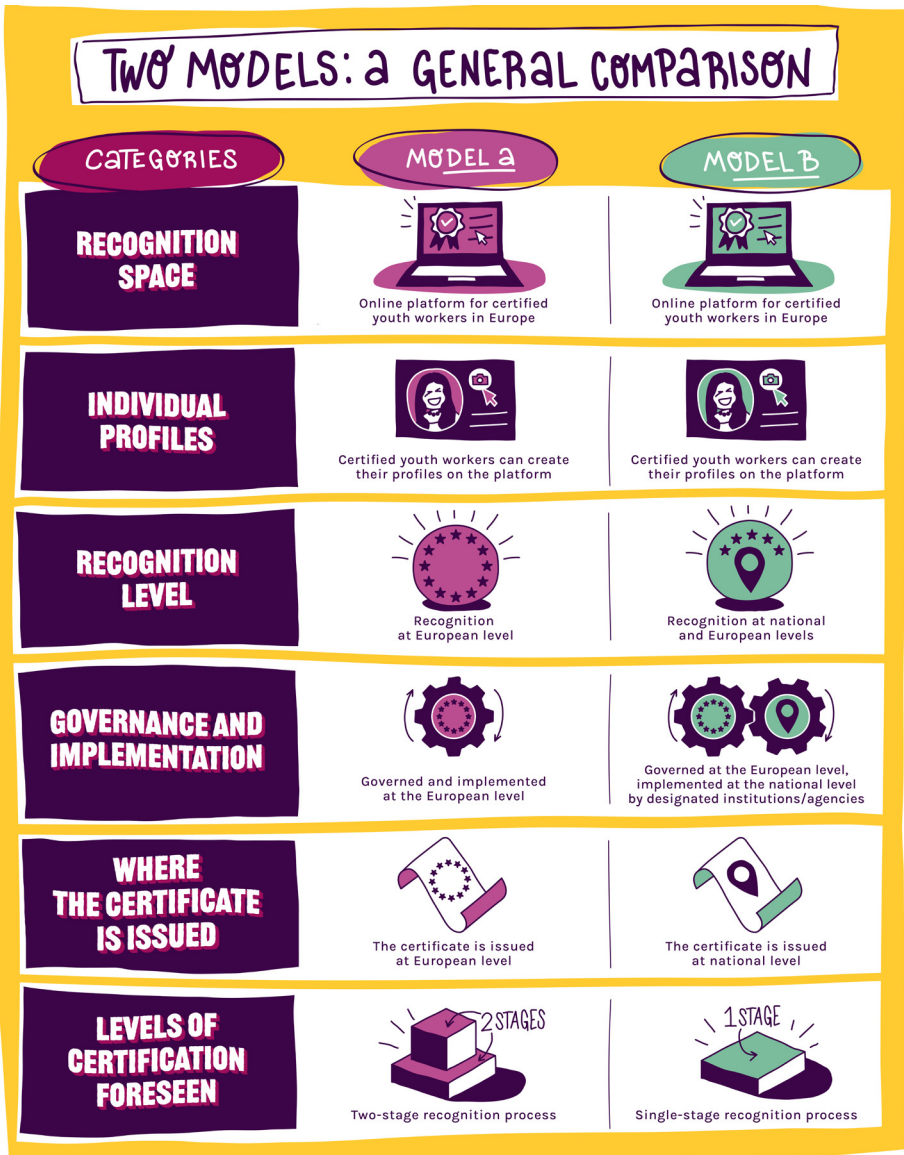 TWO MODELS: a GENERaL COMPaRISON
CaTEGORIES
MODEL a
MODEL B
RECOGNITION
SPACE
Online platform for certified
youth workers in Europe
Online platform for certified
youth workers in Europe
INDIVIDUAL
PROFILES
Certified youth workers can create
their profiles on the platform
Certified youth workers can create
their profiles on the platform
RECOGNITION
LEVEL
Recognition
at European level
Recognition at national
and European levels
GOVERNANCE AND
IMPLEMENTATION
Governed and implemented
at the European level
Governed at the European level,
implemented at the national level
by designated institutions/agencies
WHERE
THE CERTIFICATE
IS ISSUED
The certificate is issued
at European level
The certificate is issued
at national level
LEVELS OF
CERTIFICATION
FORESEEN
2 STAGES
Two-stage recognition process
1 STAGE
Single-stage recognition process